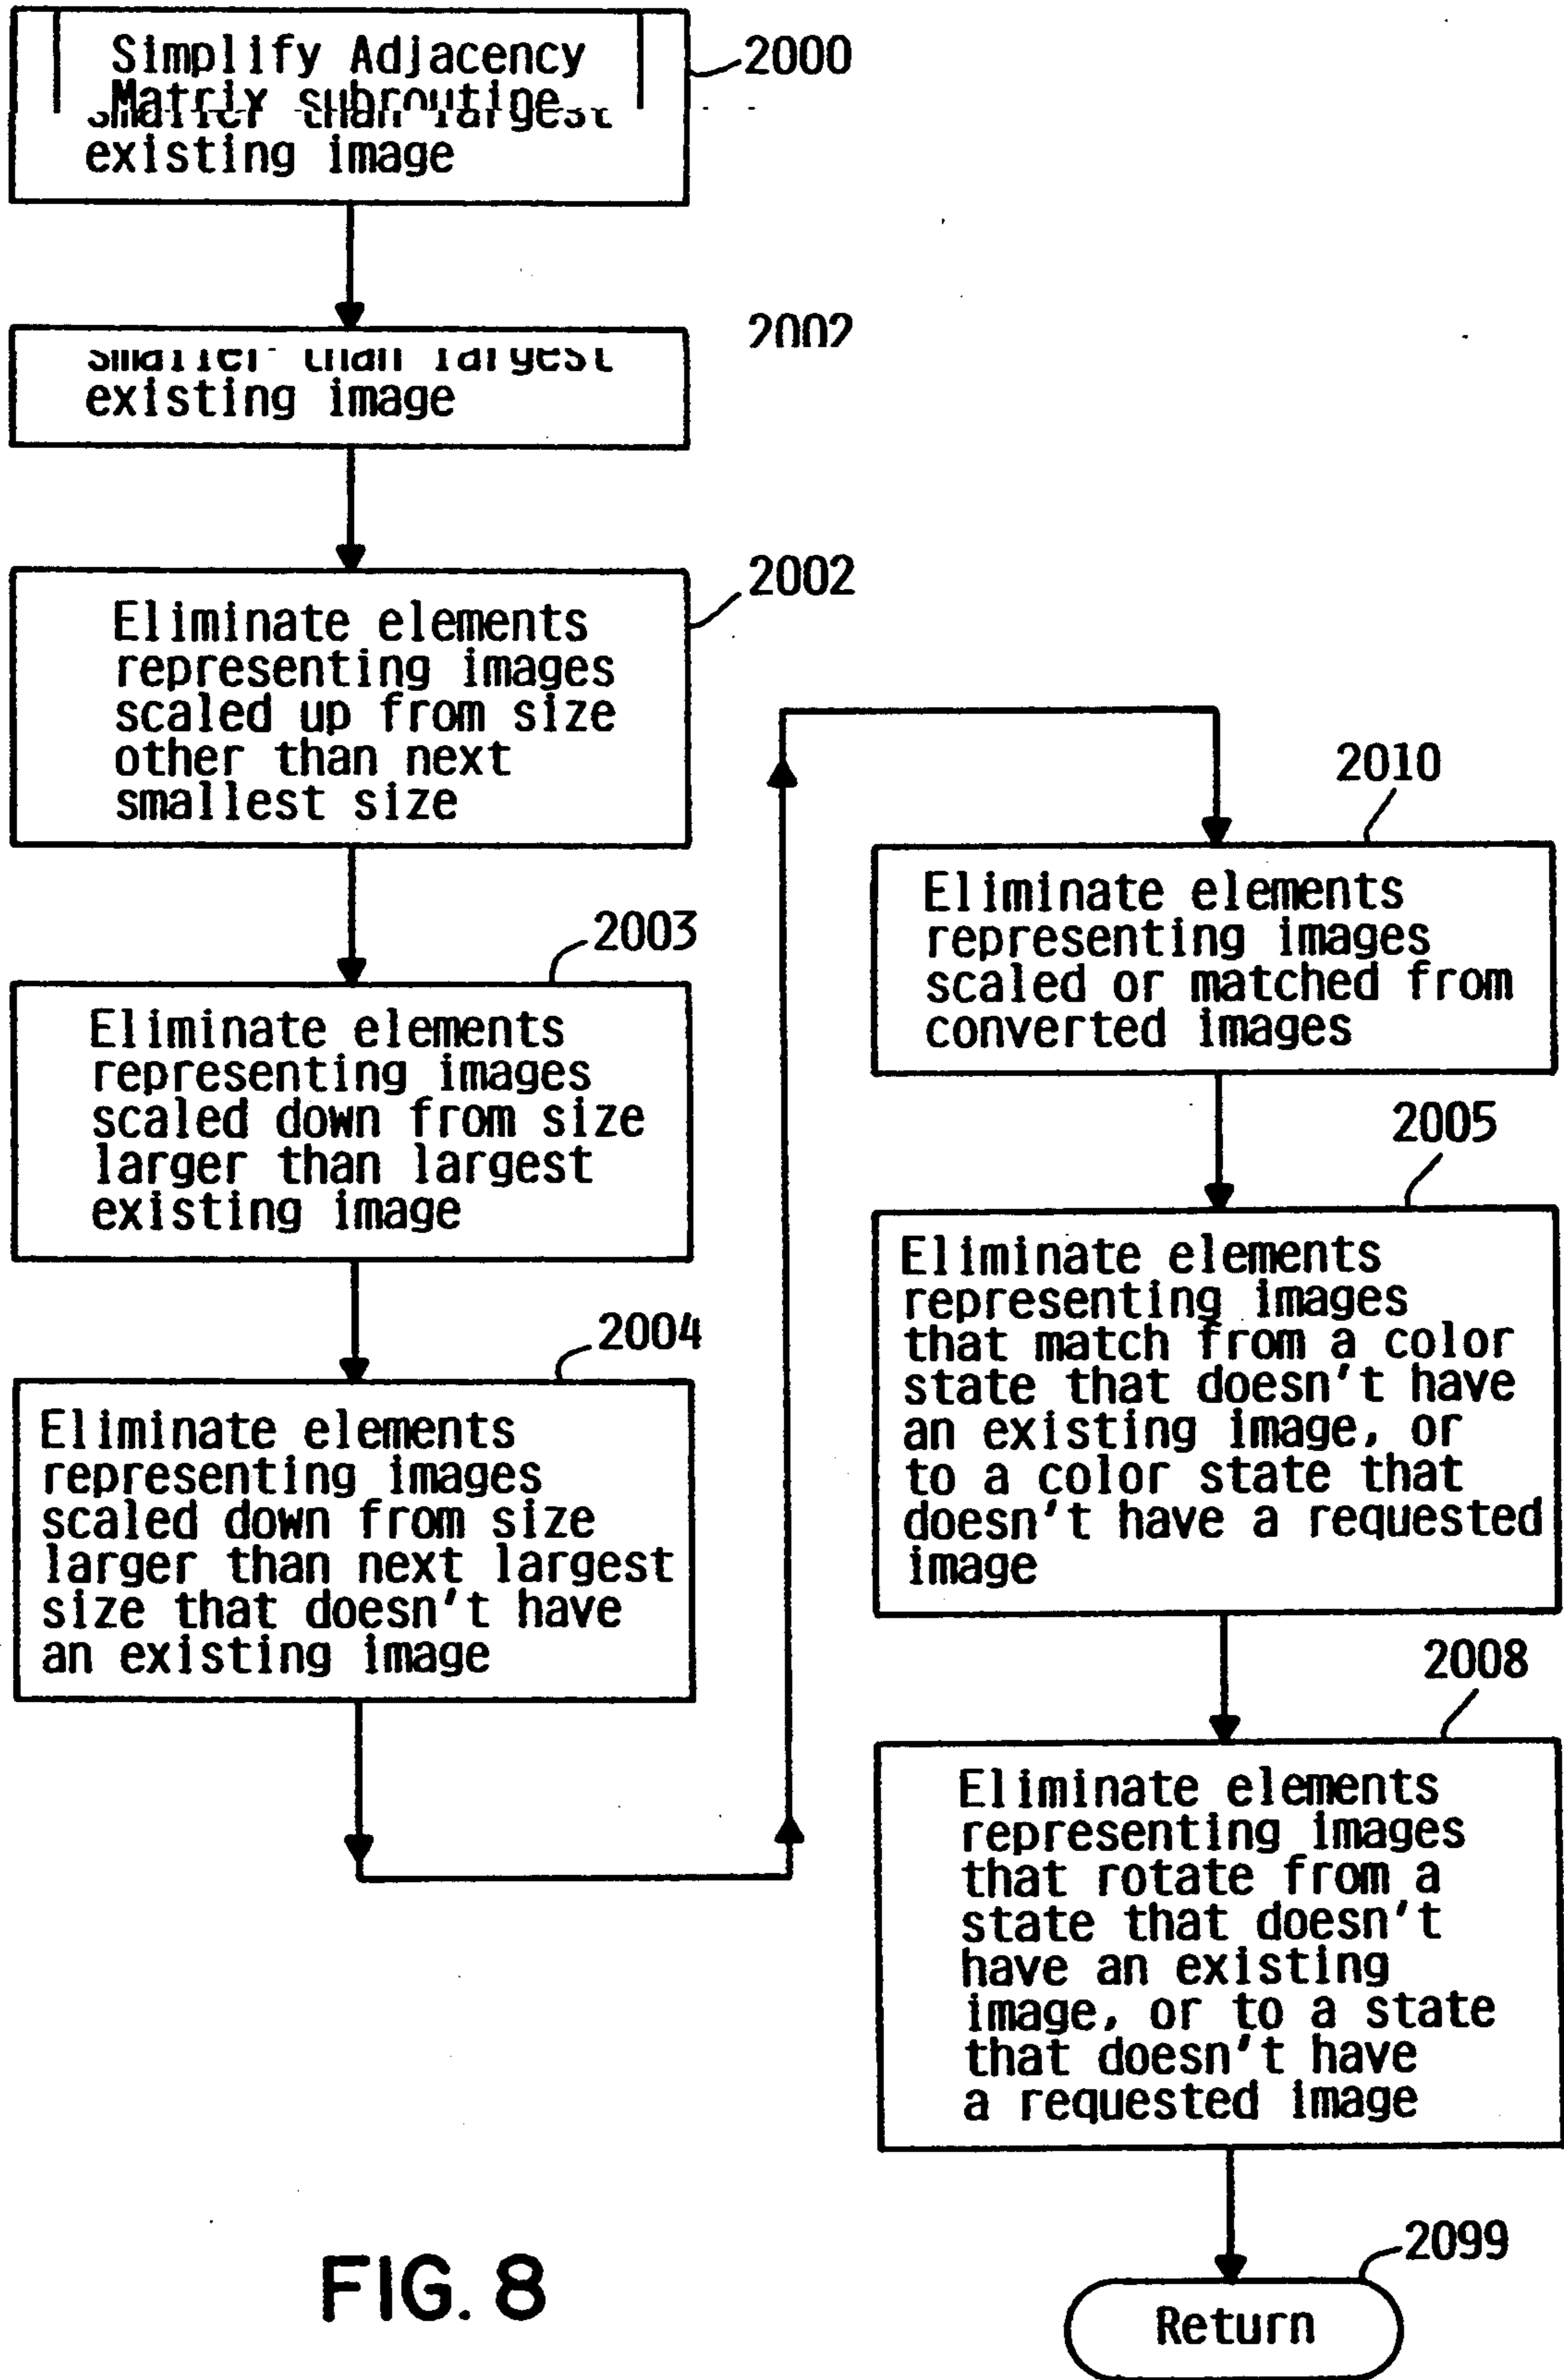 Simplify Adjacency
Matrix subroutine
smaller than largest
existing image
2000
2002
smaller than largest
existing image
2002
Eliminate elements
representing images
scaled up from size
other than next
smallest size
2003
Eliminate elements
representing images
scaled down from size
larger than largest
existing image
2004
Eliminate elements
representing images
scaled down from size
larger than next largest
size that doesn't have
an existing image
2010
Eliminate elements
representing images
scaled or matched from
converted images
2005
Eliminate elements
representing images
that match from a color
state that doesn't have
an existing image, or
to a color state that
doesn't have a requested
image
2008
Eliminate elements
representing images
that rotate from a
state that doesn't
have an existing
image, or to a state
that doesn't have
a requested image
2099
Return
FIG. 8